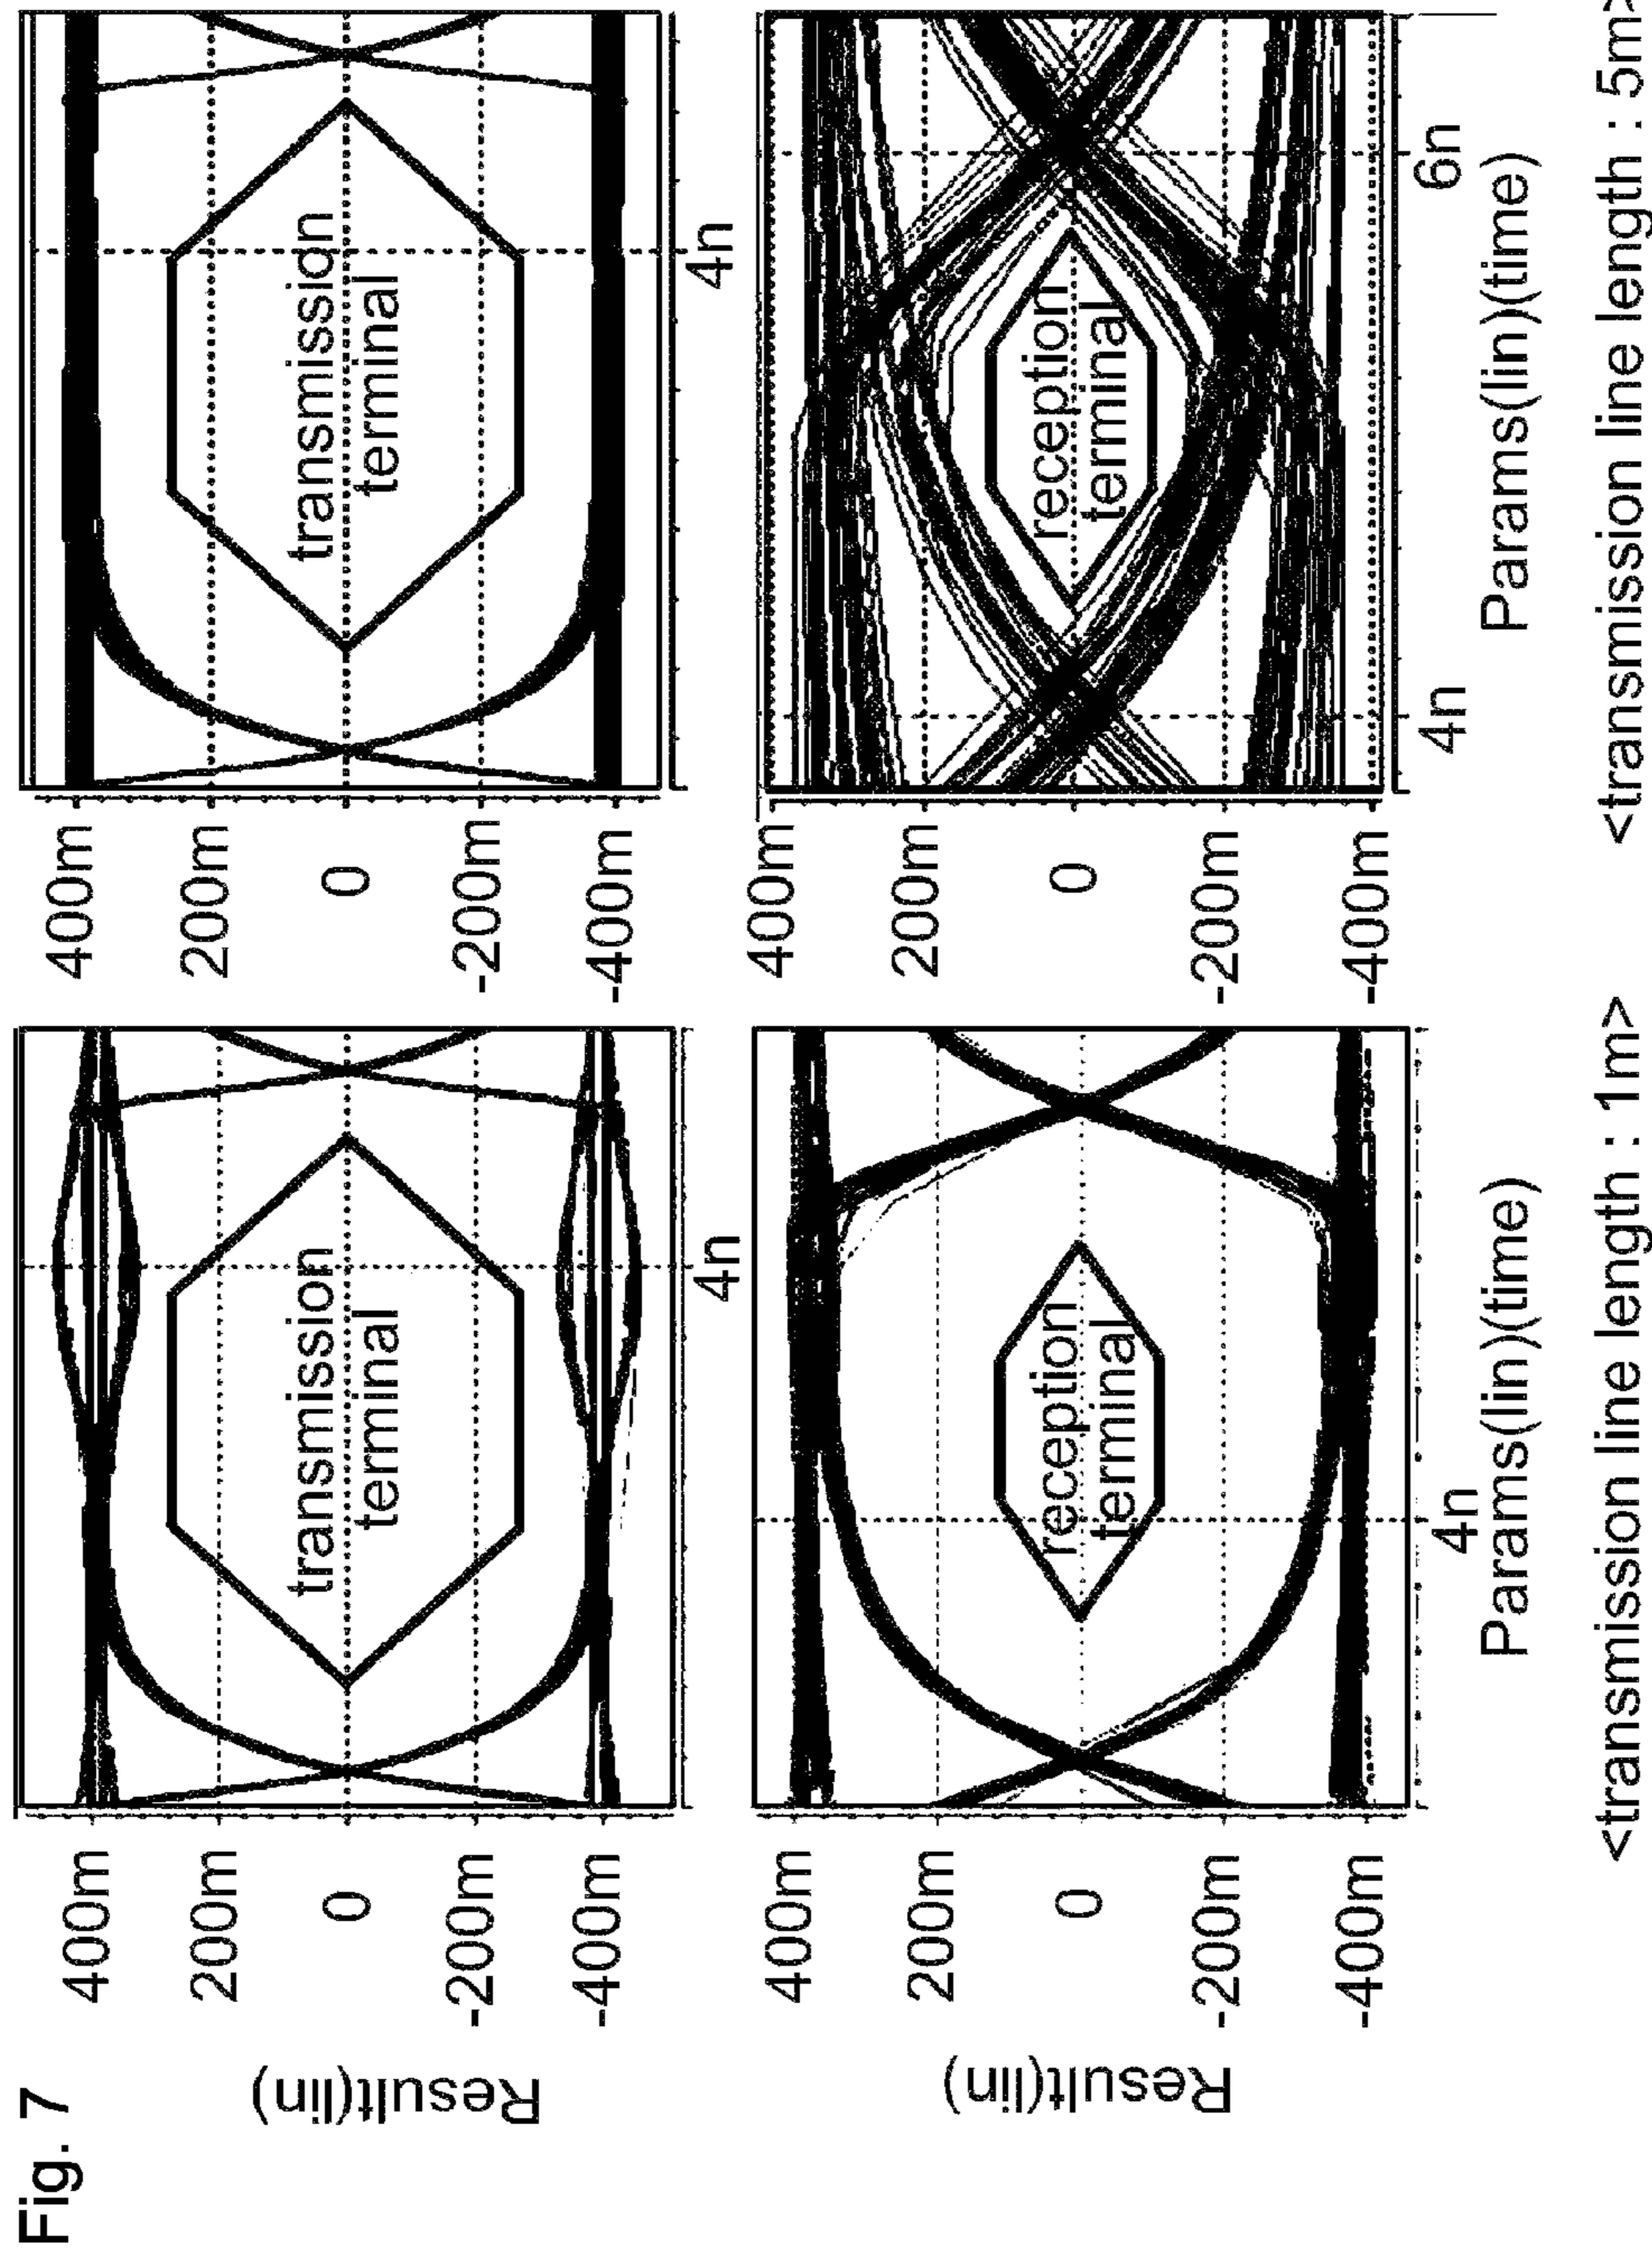 Fig. 7
Result(lin)
400m
200m
0
-200m
-400m
transmission
terminal
4n
400m
200m
0
-200m
-400m
transmission
terminal
4n
Result(lin)
400m
200m
0
-200m
-400m
reception
terminal
4n
Params(lin)(time)
400m
200m
0
-200m
-400m
reception
terminal
4n
6n
Params(lin)(time)
<transmission line length : 1m>
<transmission line length : 5m>